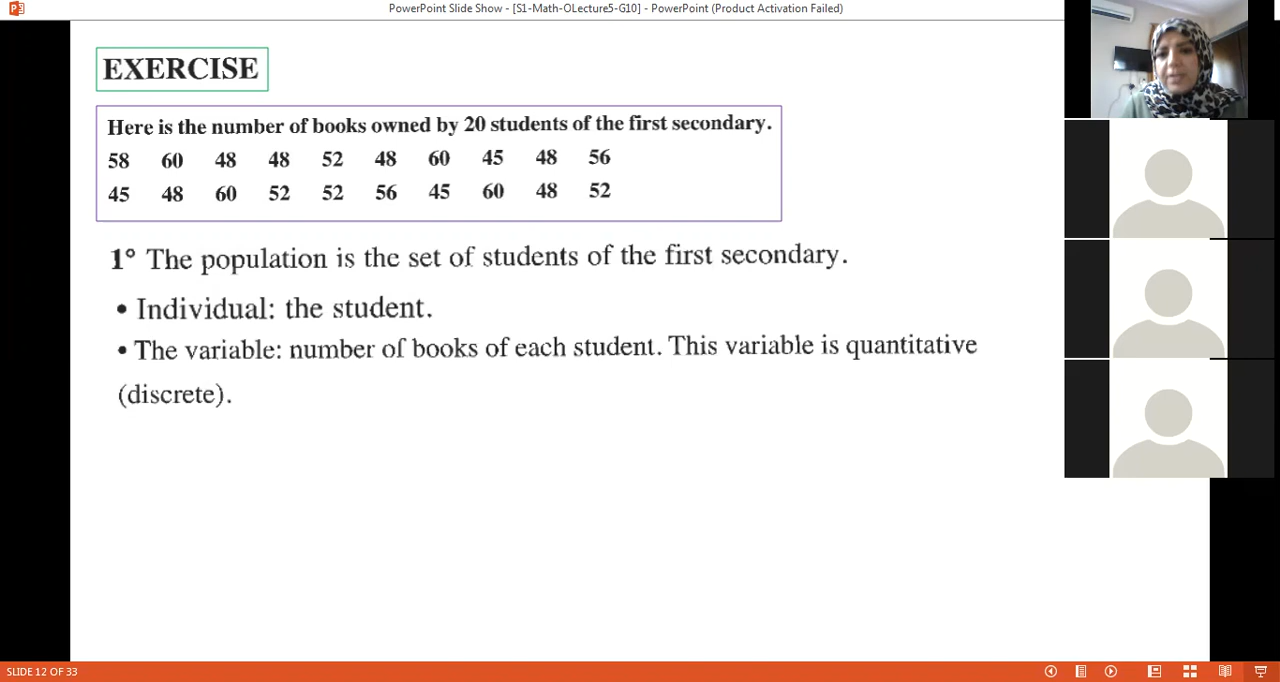 PowerPoint Slide Show - [S1-Math-OLecture5-G10] - PowerPoint (Product Activation Failed)
EXERCISE
Here is the number of books owned by 20 students of the first secondary.
58 60 48 48 52 48 60 45 48 56
45 48 60 52 52 56 45 60 48 52
1° The population is the set of students of the first secondary.
• Individual: the student.
• The variable: number of books of each student. This variable is quantitative
(discrete).
SLIDE 12 OF 33